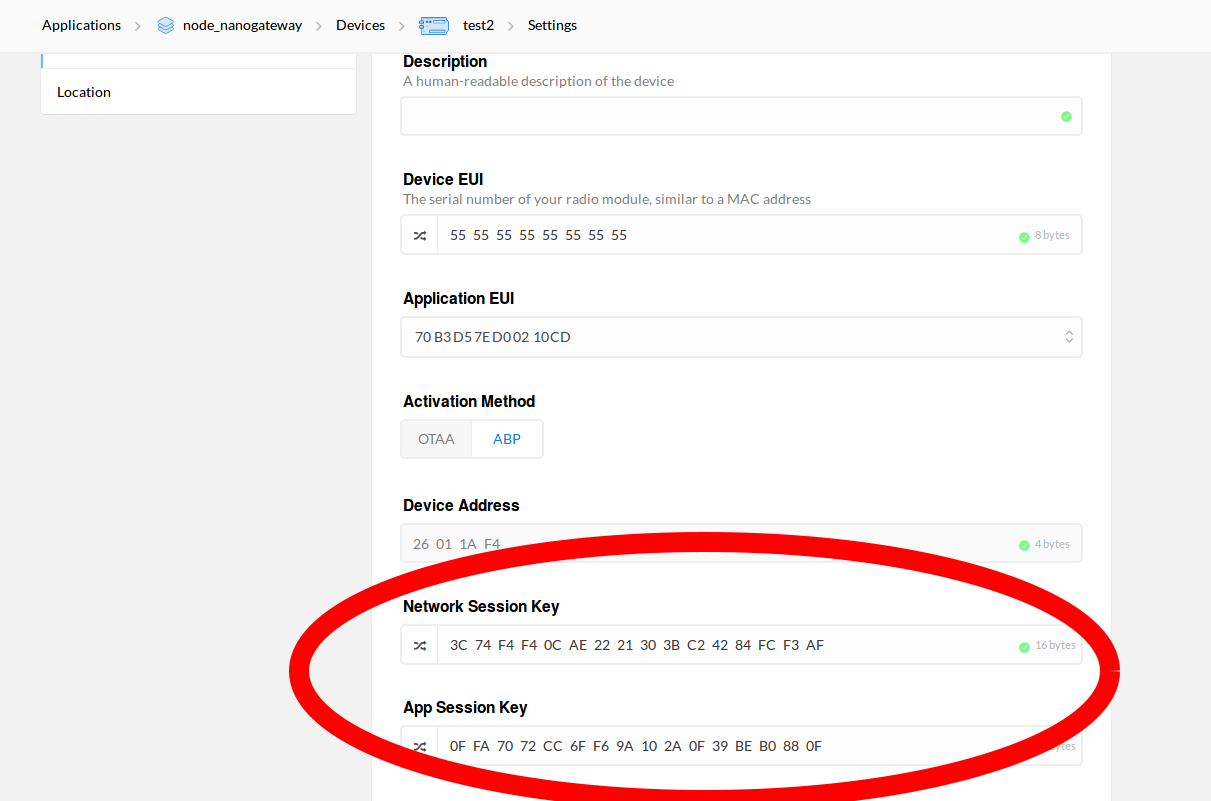 Applications > node_nanogateway > Devices > test2 > Settings
Location
Description
A human-readable description of the device
Device EUI
The serial number of your radio module, similar to a MAC address
55 55 55 55 55 55 55 55 8 bytes
Application EUI
70 B3 D5 7E D0 02 10 CD
Activation Method
OTAA ABP
Device Address
26 01 1A F4 4 bytes
Network Session Key
3C 74 F4 F4 0C AE 22 21 30 3B C2 42 84 FC F3 AF 16 bytes
App Session Key
0F FA 70 72 CC 6F F6 9A 10 2A 0F 39 BE B0 88 0F